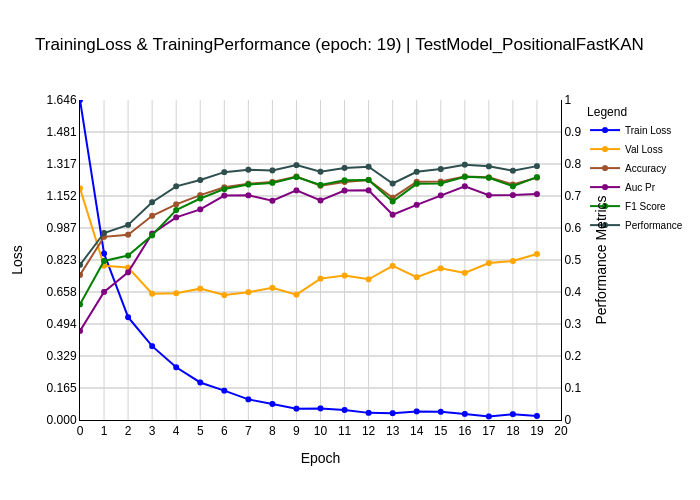 TrainingLoss & TrainingPerformance (epoch: 19) | TestModel_PositionalFastKAN
1.646
1.481
1.317
1.152
0.987
0.823
0.658
0.494
0.329
0.165
0.000
Loss
0 1 2 3 4 5 6 7 8 9 10 11 12 13 14 15 16 17 18 19 20
Epoch
1
0.9
0.8
0.7
0.6
0.5
0.4
0.3
0.2
0.1
0
Performance Metrics
Legend
Train Loss
Val Loss
Accuracy
Auc Pr
F1 Score
Performance